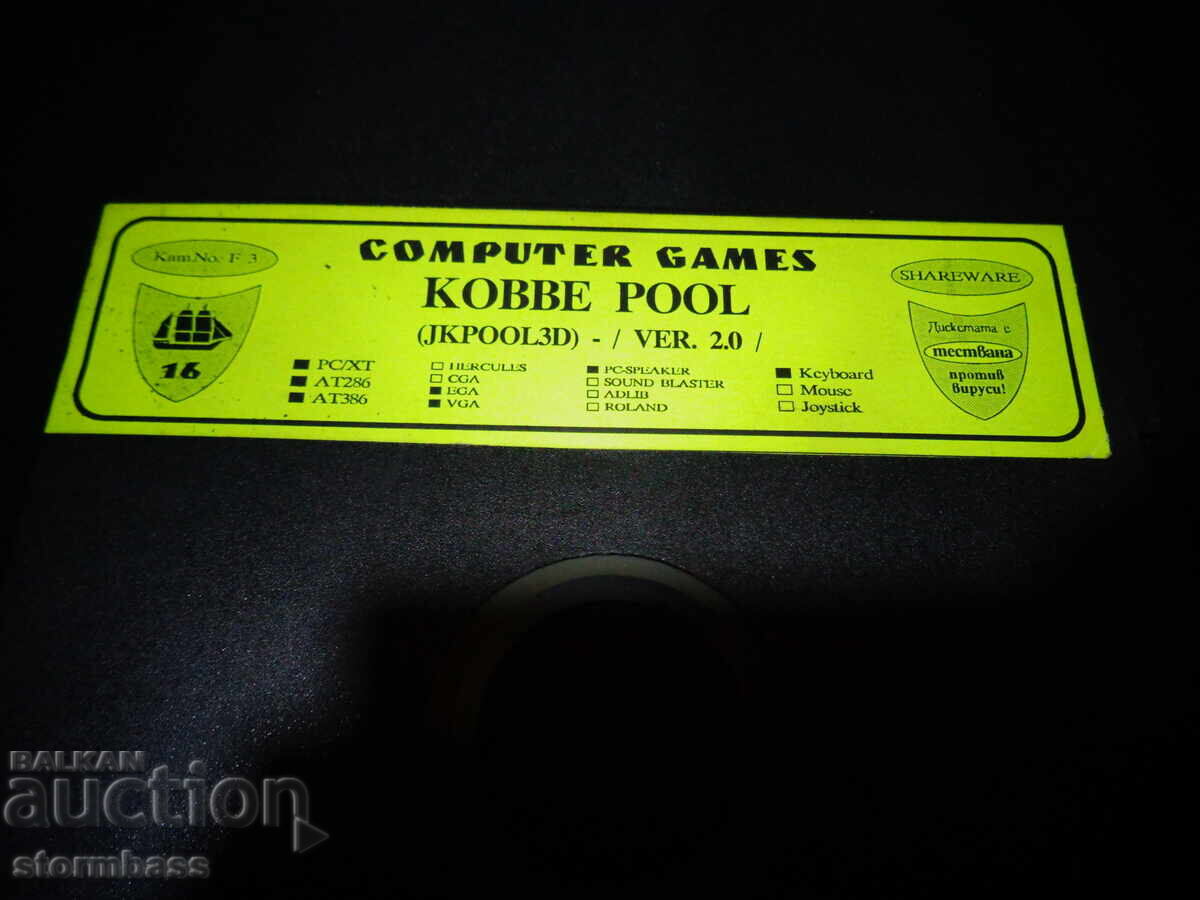 COMPUTER GAMES
Кат.No. F 3
KOBBE POOL
SHAREWARE
(JKPOOL3D) - / VER. 2.0 /
16
PC/XT
AT286
AT386
HERCULES
CGA
EGA
VGA
PC-SPEAKER
SOUND BLASTER
ADLIB
ROLAND
Keyboard
Mouse
Joystick
Дискетата е
тествана
против
вируси!
BALKAN
auction
stormbass